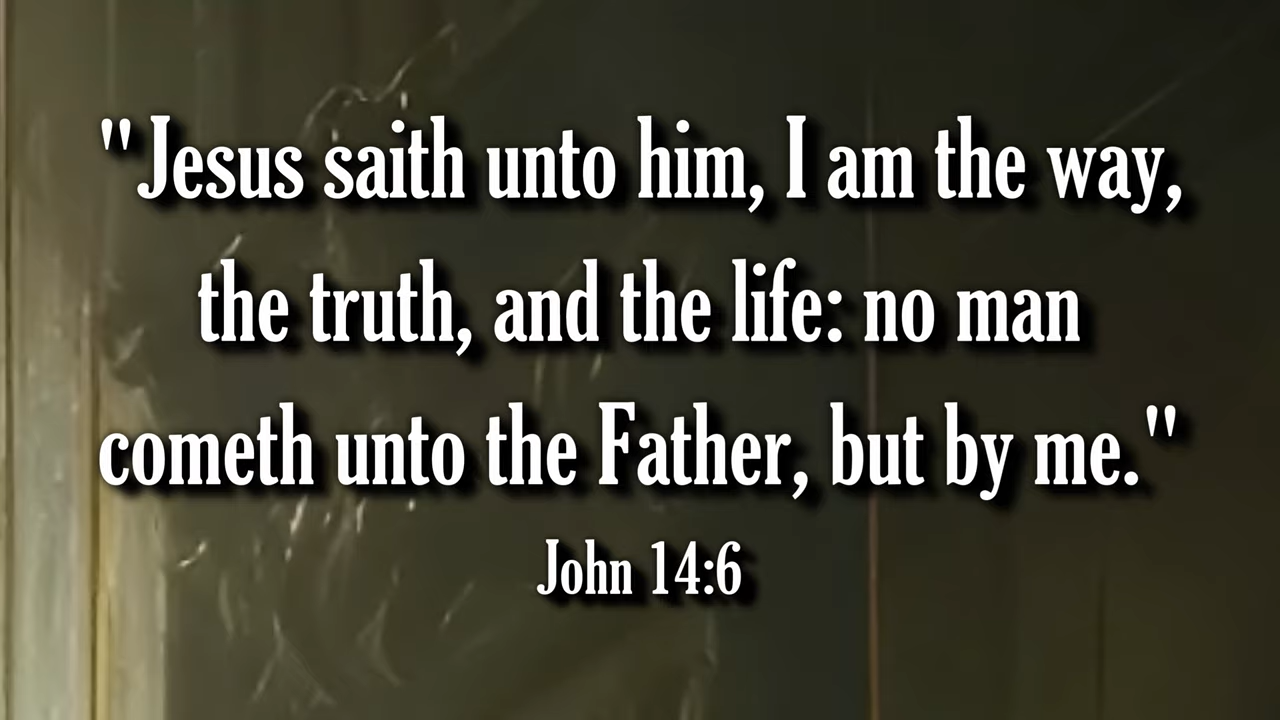 "Jesus saith unto him, I am the way,
the truth, and the life: no man
cometh unto the Father, but by me."
John 14:6